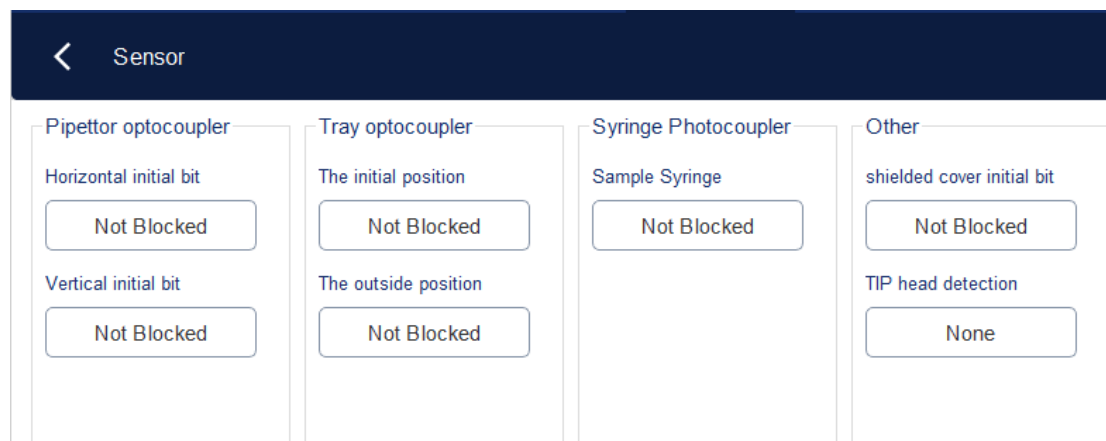 Sensor
Pipettor optocoupler
Horizontal initial bit
Not Blocked
Vertical initial bit
Not Blocked
Tray optocoupler
The initial position
Not Blocked
The outside position
Not Blocked
Syringe Photocoupler
Sample Syringe
Not Blocked
Other
shielded cover initial bit
Not Blocked
TIP head detection
None